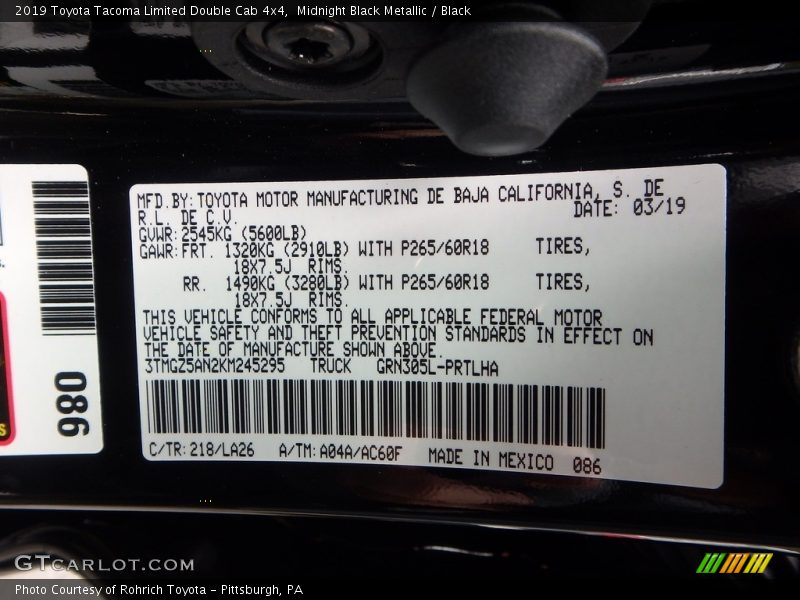 2019 Toyota Tacoma Limited Double Cab 4x4,  Midnight Black Metallic / Black
MFD.BY:TOYOTA MOTOR MANUFACTURING DE BAJA CALIFORNIA, S. DE
R.L. DE C.V. DATE: 03/19
GVWR:2545KG (5600LB)
GAWR:FRT. 1320KG (2910LB) WITH P265/60R18 TIRES,
18X7.5J RIMS.
RR. 1490KG (3280LB) WITH P265/60R18 TIRES,
18X7.5J RIMS.
THIS VEHICLE CONFORMS TO ALL APPLICABLE FEDERAL MOTOR
VEHICLE SAFETY AND THEFT PREVENTION STANDARDS IN EFFECT ON
THE DATE OF MANUFACTURE SHOWN ABOVE.
3TMGZ5AN2KM245295 TRUCK GRN305L-PRTLHA
C/TR:218/LA26 A/TM:A04A/AC60F MADE IN MEXICO 086
086
GTCARLOT.COM
Photo Courtesy of Rohrich Toyota – Pittsburgh, PA